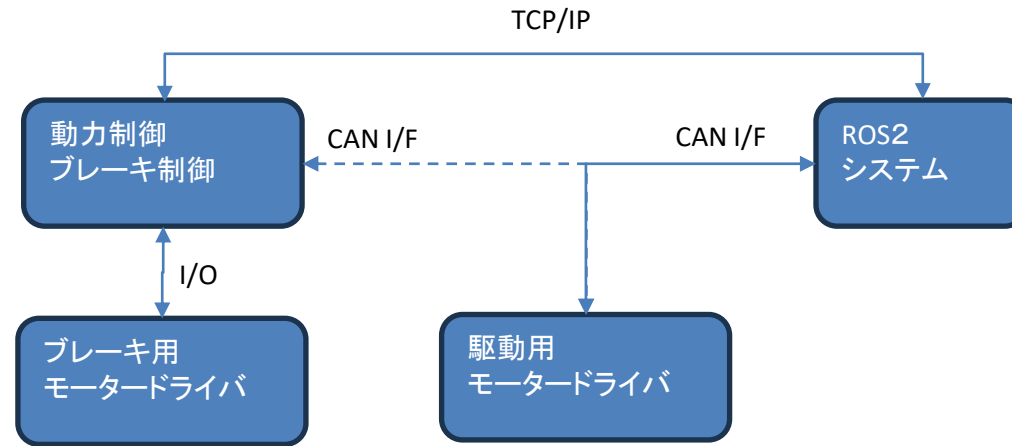 TCP/IP
動力制御
ブレーキ制御
CAN I/F
CAN I/F
ROS2
システム
I/O
ブレーキ用
モータードライバ
駆動用
モータードライバ